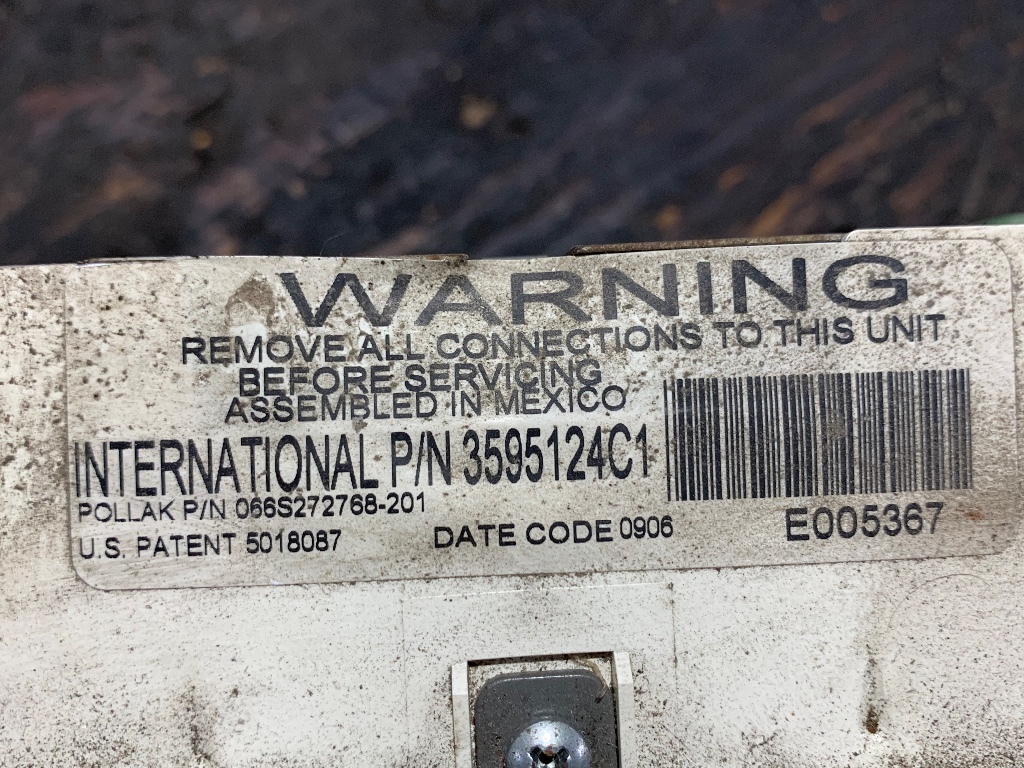 WARNING
REMOVE ALL CONNECTIONS TO THIS UNIT
BEFORE SERVICING
ASSEMBLED IN MEXICO
INTERNATIONAL P/N 3595124C1
POLLAK P/N 066S272768-201
U.S. PATENT 5018087
DATE CODE 0906
E005367